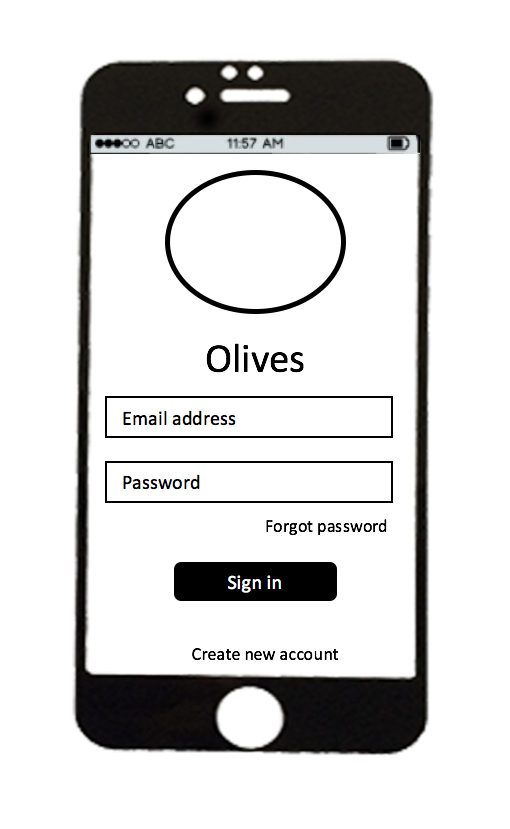 ABC 11:57 AM
Olives
Email address
Password
Forgot password
Sign in
Create new account